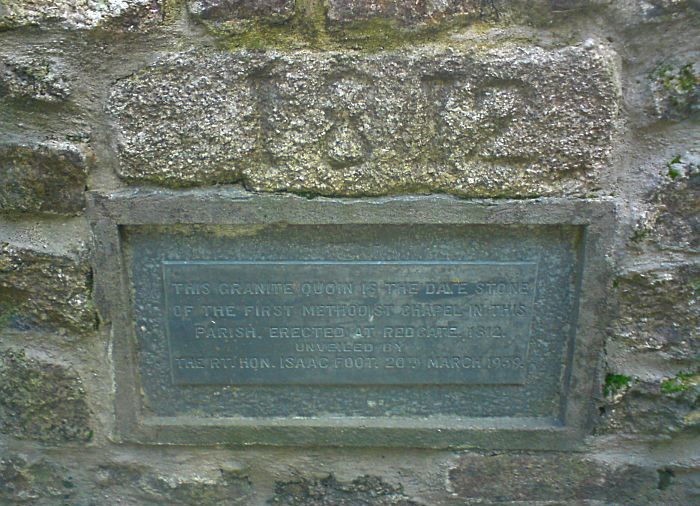 1812
THIS GRANITE QUOIN IS THE DATE STONE
OF THE FIRST METHODIST CHAPEL IN THIS
PARISH. ERECTED AT REDGATE. 1812.
UNVEILED BY
THE RT. HON. ISAAC FOOT. 20TH MARCH